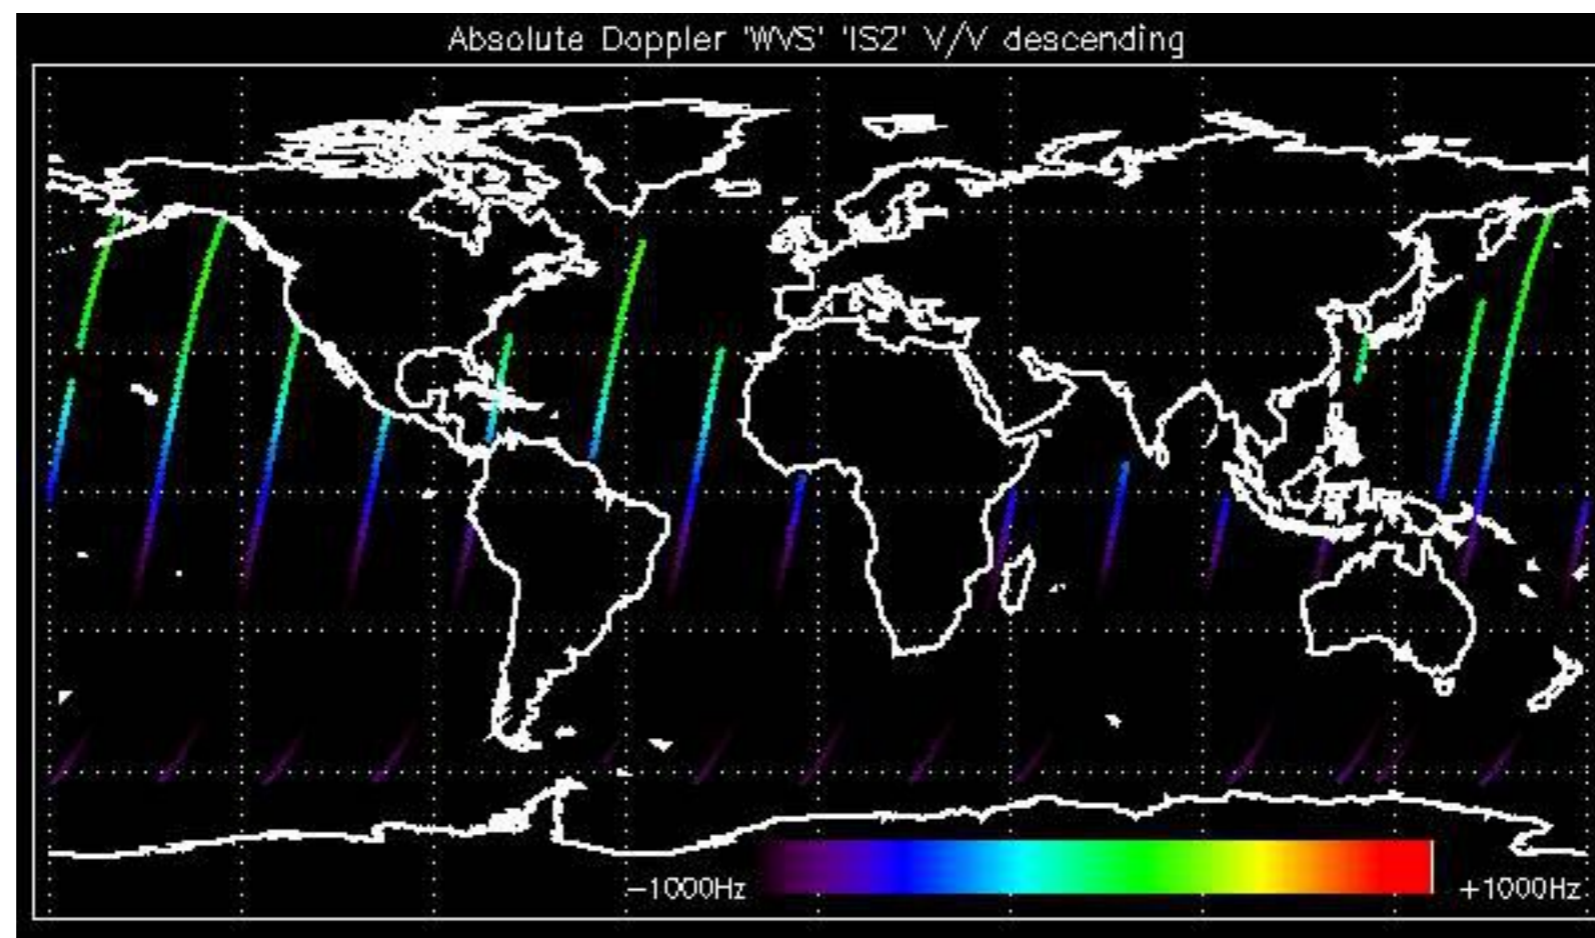 Absolute Doppler 'WVS' 'IS2' V/V descending
−1000Hz
+1000Hz